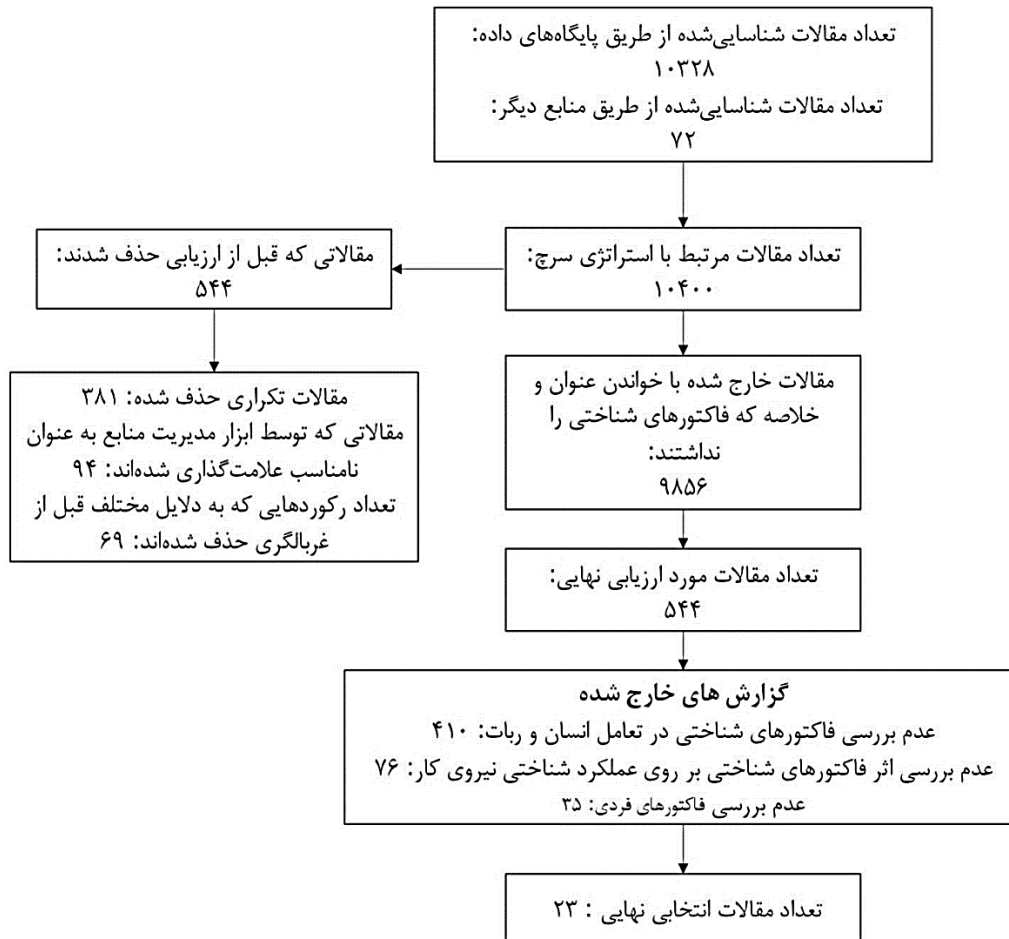 تعداد مقالات شناسایی‌شده از طریق پایگاه‌های داده:
۱۰۳۲۸
تعداد مقالات شناسایی‌شده از طریق منابع دیگر:
۷۲
تعداد مقالات مرتبط با استراتژی سرچ:
۱۰۴۰۰
مقالاتی که قبل از ارزیابی حذف شدند:
۵۴۴
مقالات تکراری حذف شده: ۳۸۱
مقالاتی که توسط ابزار مدیریت منابع به عنوان
نامناسب علامت‌گذاری شده‌اند: ۹۴
تعداد رکوردهایی که به دلایل مختلف قبل از
غربالگری حذف شده‌اند: ۶۹
مقالات خارج شده با خواندن عنوان و
خلاصه که فاکتورهای شناختی را
نداشتند:
۹۸۵۶
تعداد مقالات مورد ارزیابی نهایی:
۵۴۴
گزارش های خارج شده
عدم بررسی فاکتورهای شناختی در تعامل انسان و ربات: ۴۱۰
عدم بررسی اثر فاکتورهای شناختی بر روی عملکرد شناختی نیروی کار: ۷۶
عدم بررسی فاکتورهای فردی: ۳۵
تعداد مقالات انتخابی نهایی : ۲۳